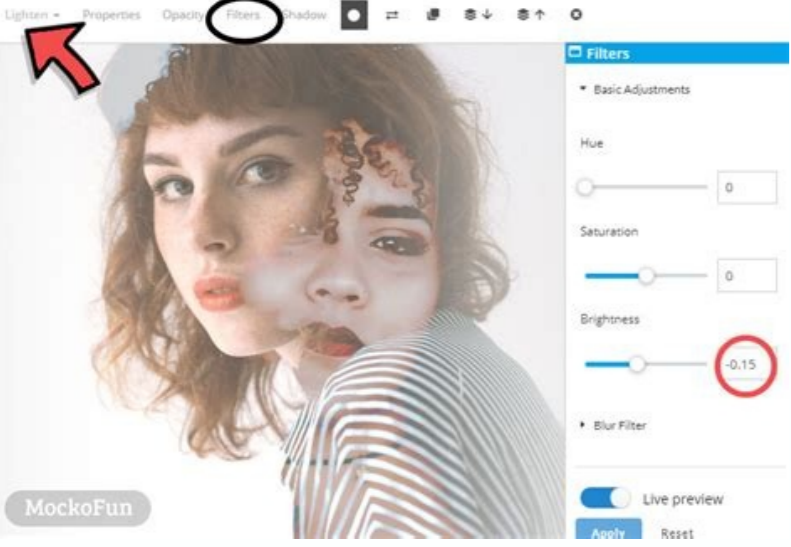 Lighten Properties Opacity Filters Shadow
Filters
Basic Adjustments
Hue
0
Saturation
0
Brightness
-0.15
Blur Filter
Live preview
Apply Reset
MockoFun